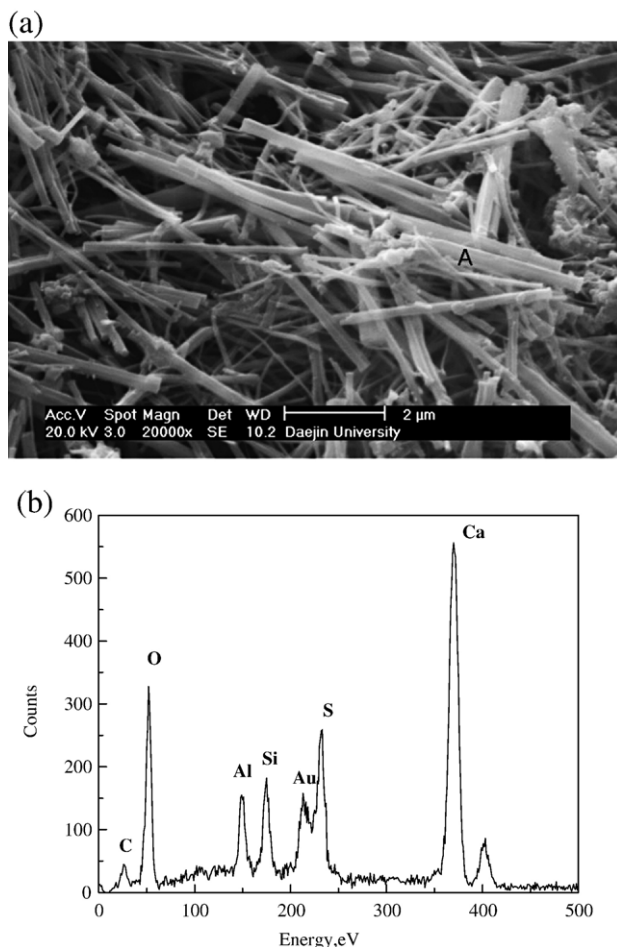 (a)
A
Acc.V Spot Magn Det WD 2 µm
20.0 kV 3.0 20000x SE 10.2 Daejin University
(b)
600
500
400
300
200
100
0
Counts
C
O
Al
Si
Au
S
Ca
0 100 200 300 400 500
Energy,eV